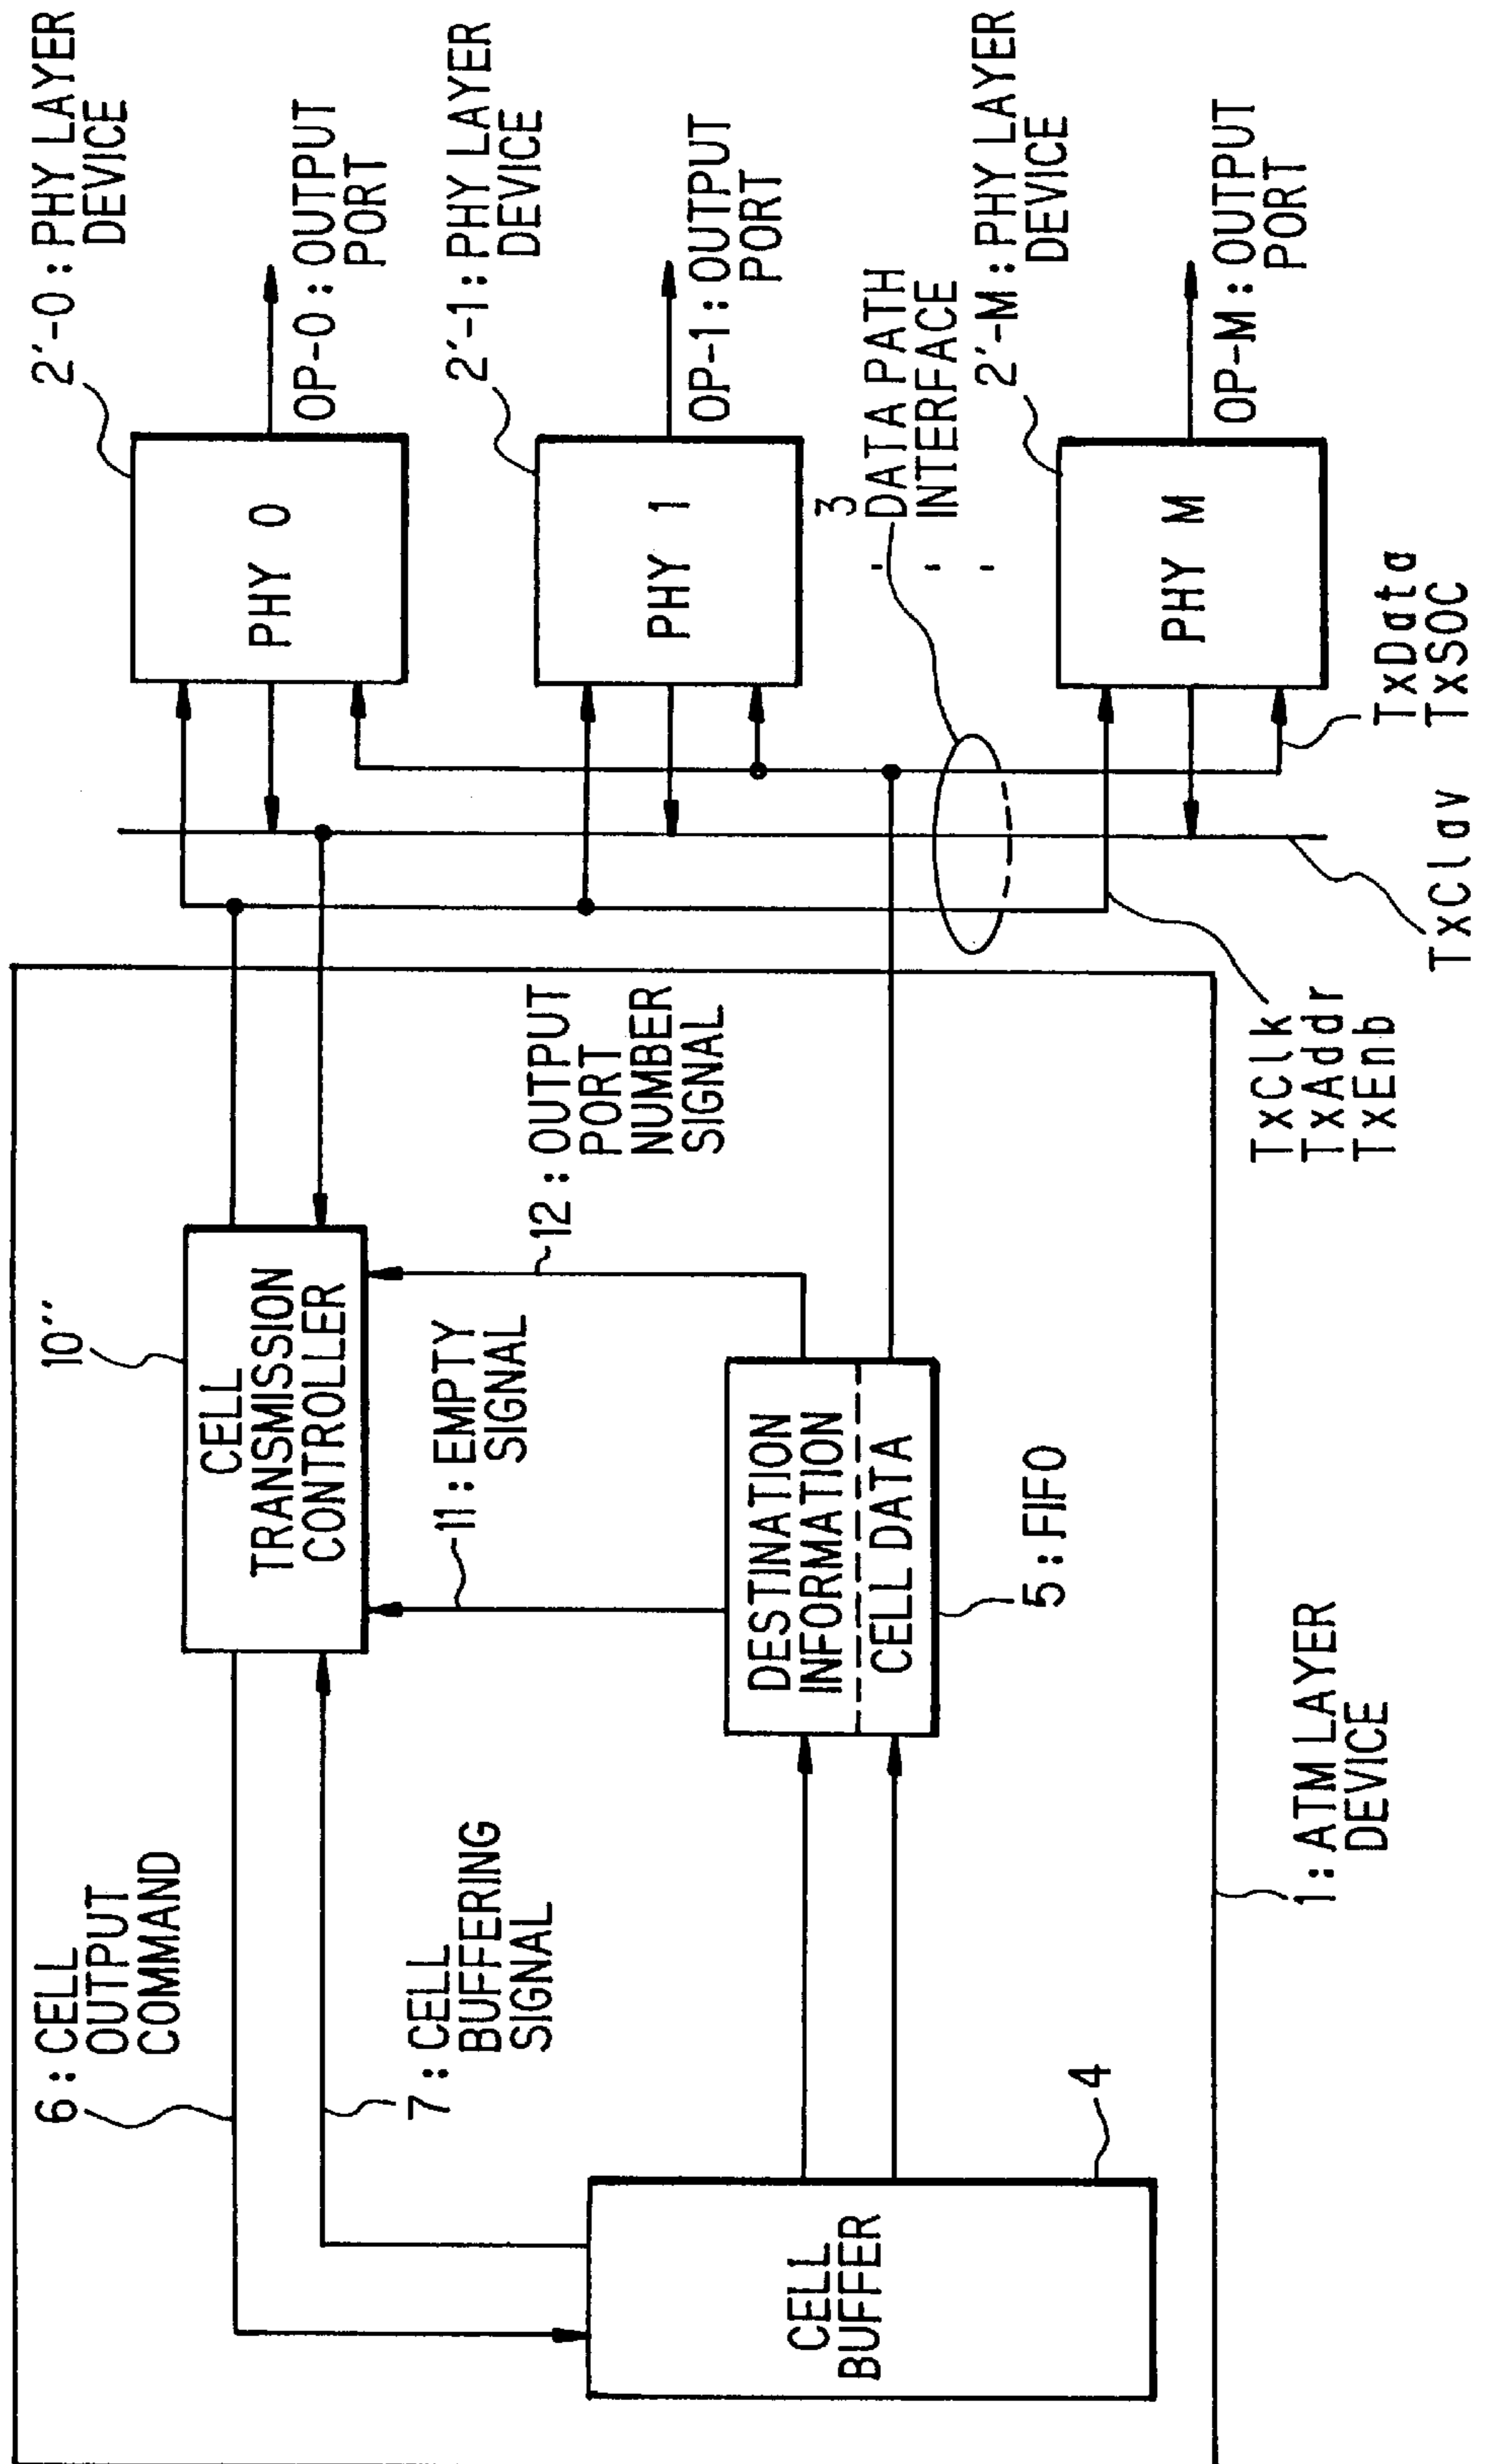 6 : CELL
OUTPUT
COMMAND
7 : CELL
BUFFERING
SIGNAL
CELL
BUFFER
4
10′′
CELL
TRANSMISSION
CONTROLLER
11 : EMPTY
SIGNAL
12 : OUTPUT
PORT
NUMBER
SIGNAL
DESTINATION
INFORMATION
CELL DATA
5 : FIFO
1 : ATM LAYER
DEVICE
2′-0 : PHY LAYER
DEVICE
PHY 0
OP-0 : OUTPUT
PORT
2′-1 : PHY LAYER
DEVICE
PHY 1
OP-1 : OUTPUT
PORT
3
DATA PATH
INTERFACE
2′-M : PHY LAYER
DEVICE
PHY M
OP-M : OUTPUT
PORT
TxData
TxSOC
TxClav
TxClk
TxAddr
TxEnb